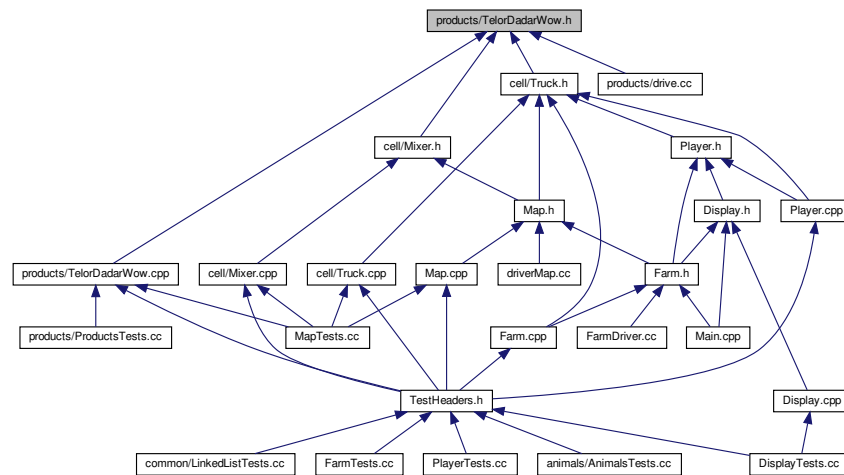 products/TelorDadarWow.h
cell/Truck.h
products/drive.cc
cell/Mixer.h
Player.h
Map.h
Display.h
Player.cpp
products/TelorDadarWow.cpp
cell/Mixer.cpp
cell/Truck.cpp
Map.cpp
driverMap.cc
Farm.h
products/ProductsTests.cc
MapTests.cc
Farm.cpp
FarmDriver.cc
Main.cpp
TestHeaders.h
Display.cpp
common/LinkedListTests.cc
FarmTests.cc
PlayerTests.cc
animals/AnimalsTests.cc
DisplayTests.cc